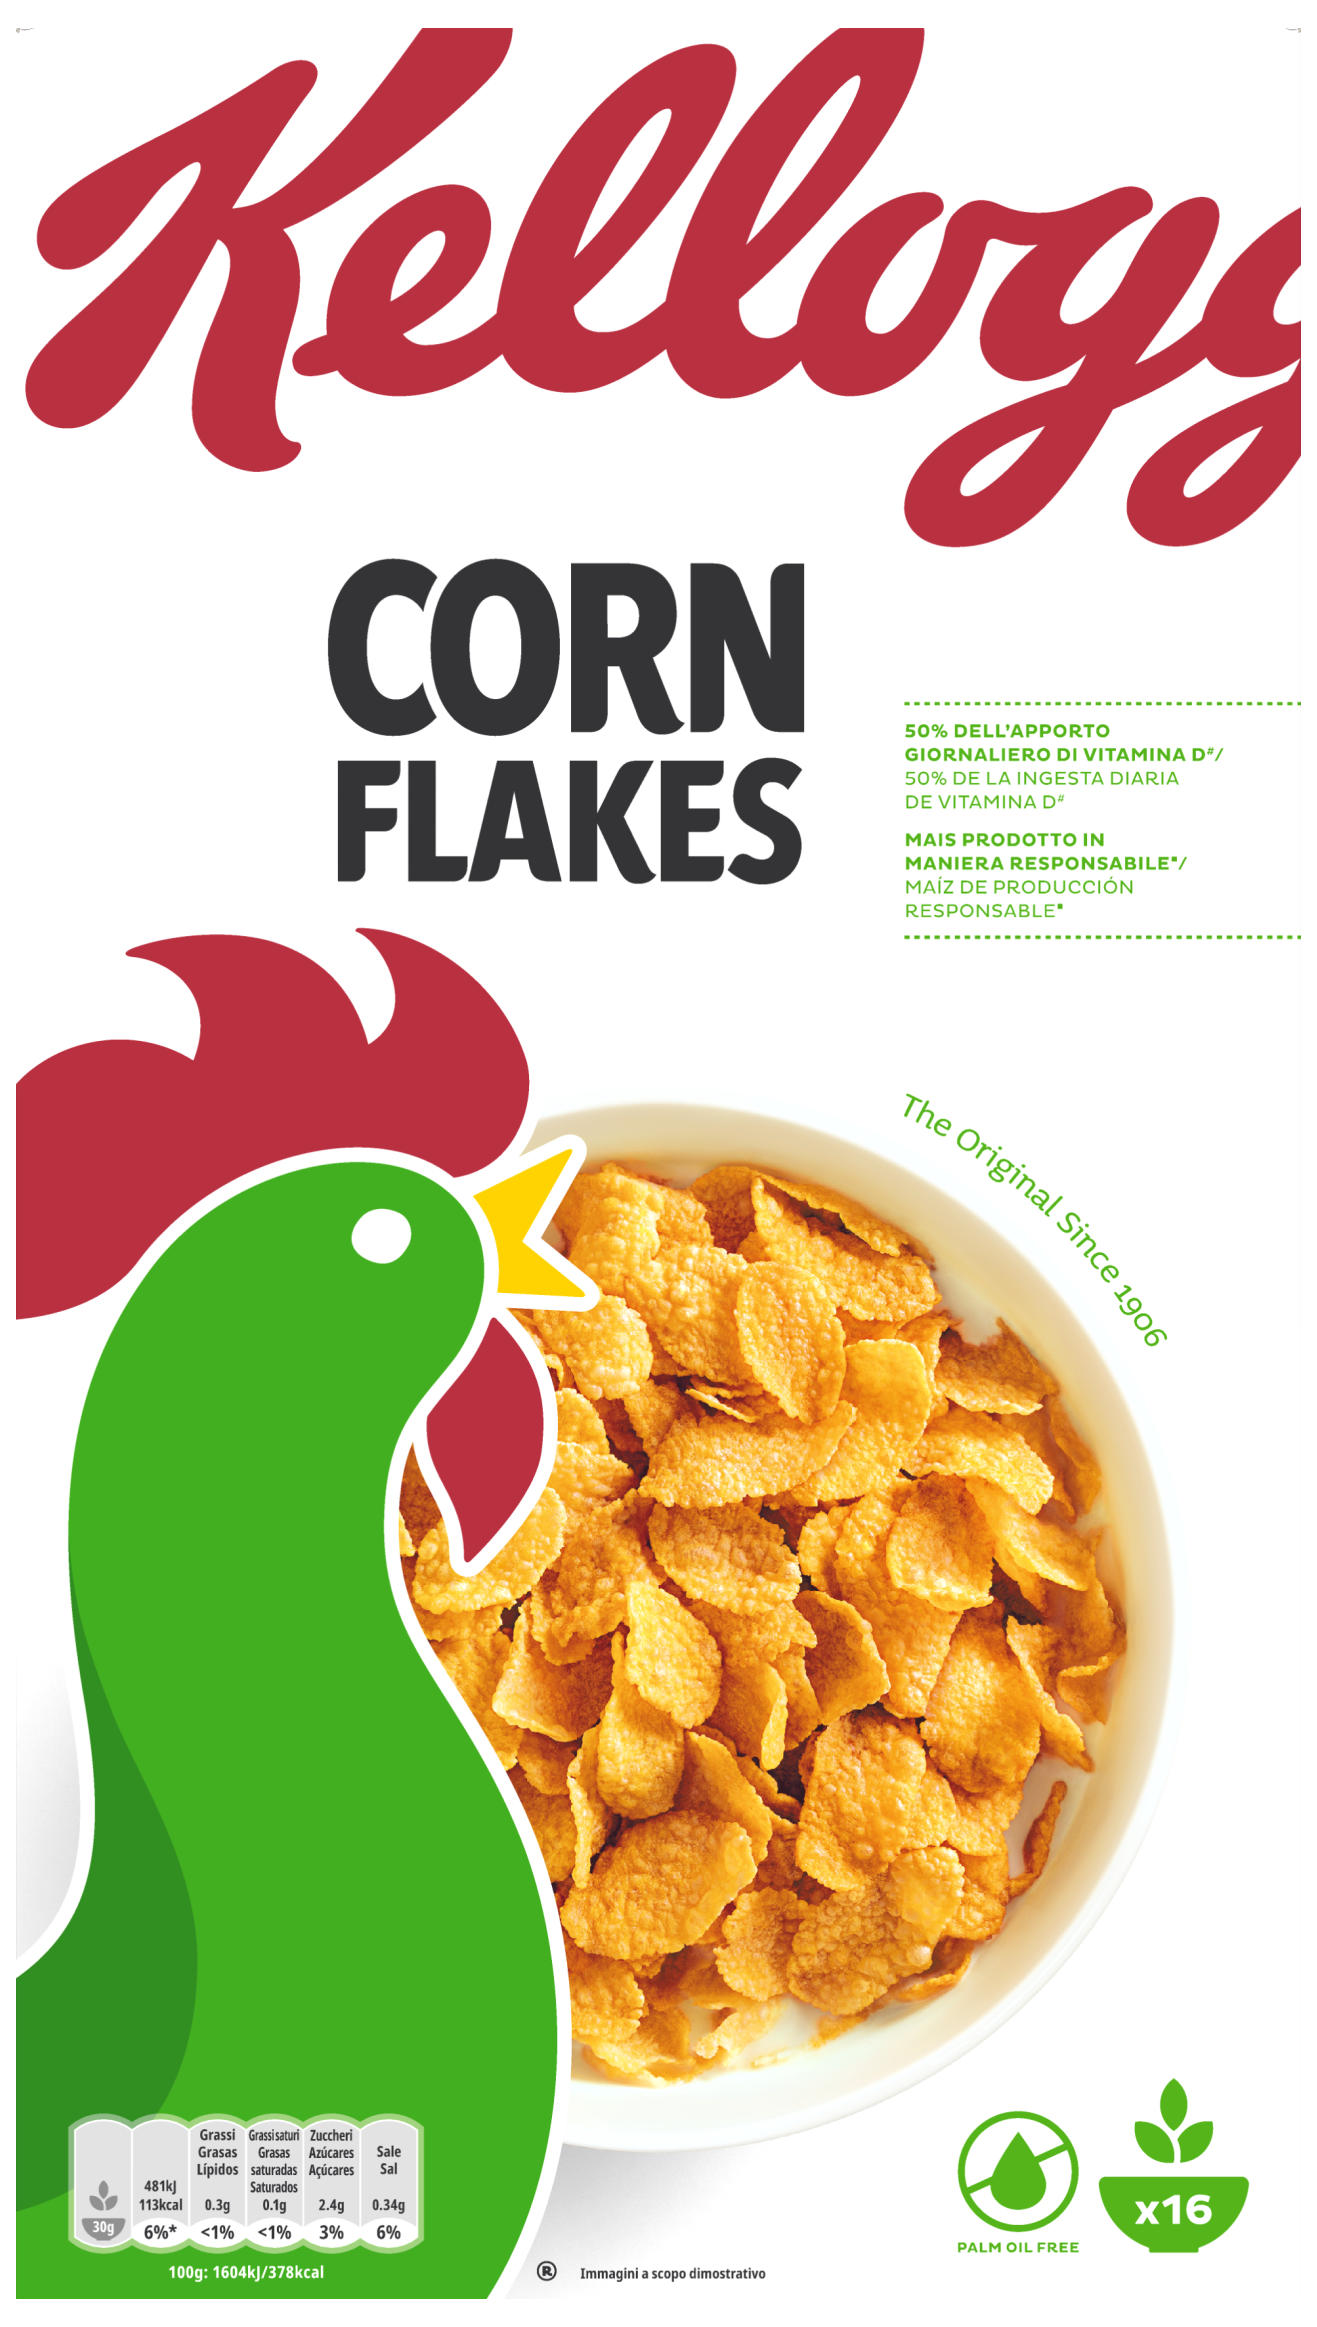 Kellogg
CORN
FLAKES
50% DELL'APPORTO
GIORNALIERO DI VITAMINA D#/
50% DE LA INGESTA DIARIA
DE VITAMINA D#
MAIS PRODOTTO IN
MANIERA RESPONSABILE▪/
MAÍZ DE PRODUCCIÓN
RESPONSABLE▪
The Original Since 1906
30g
481kJ
113kcal
6%*
Grassi
Grasas
Lípidos
0.3g
<1%
Grassi saturi
Grasas
saturadas
Saturados
0.1g
<1%
Zuccheri
Azúcares
Açúcares
2.4g
3%
Sale
Sal
0.34g
6%
100g: 1604kJ/378kcal
® Immagini a scopo dimostrativo
PALM OIL FREE
x16